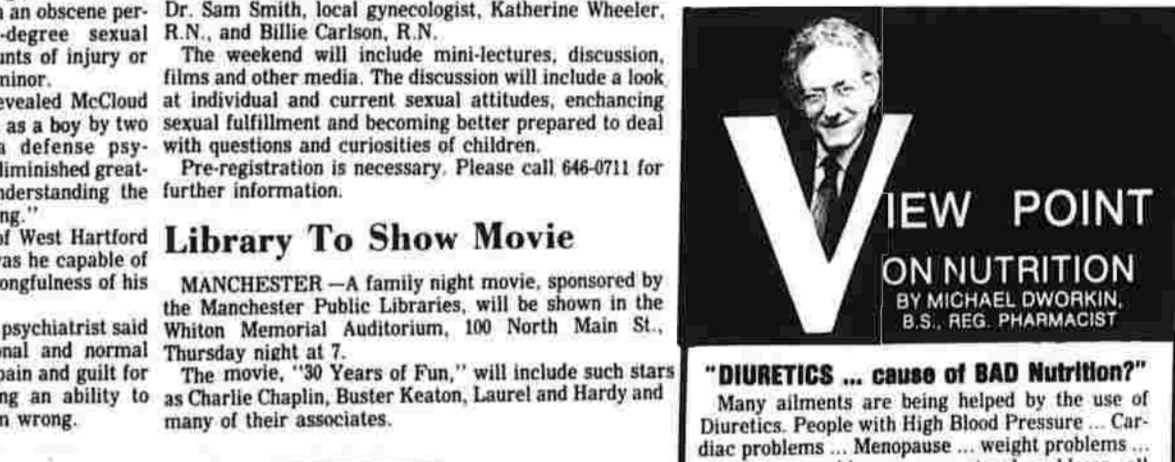 an obscene per-
-degree sexual
unts of injury or
minor.
evealed McCloud
as a boy by two
a defense psy-
diminished great-
nderstanding the
ng."
of West Hartford
was he capable of
ongfulness of his
psychiatrist said
onal and normal
pain and guilt for
ng an ability to
n wrong.
Dr. Sam Smith, local gynecologist, Katherine Wheeler,
R.N., and Billie Carlson, R.N.
The weekend will include mini-lectures, discussion,
films and other media. The discussion will include a look
at individual and current sexual attitudes, enchancing
sexual fulfillment and becoming better prepared to deal
with questions and curiosities of children.
Pre-registration is necessary. Please call 646-0711 for
further information.
Library To Show Movie
MANCHESTER —A family night movie, sponsored by
the Manchester Public Libraries, will be shown in the
Whiton Memorial Auditorium, 100 North Main St.,
Thursday night at 7.
The movie, "30 Years of Fun," will include such stars
as Charlie Chaplin, Buster Keaton, Laurel and Hardy and
many of their associates.
VIEW POINT
ON NUTRITION
BY MICHAEL DWORKIN,
B.S., REG. PHARMACIST
"DIURETICS ... cause of BAD Nutrition?"
Many ailments are being helped by the use of
Diuretics. People with High Blood Pressure ... Car-
diac problems ... Menopause ... weight problems ...